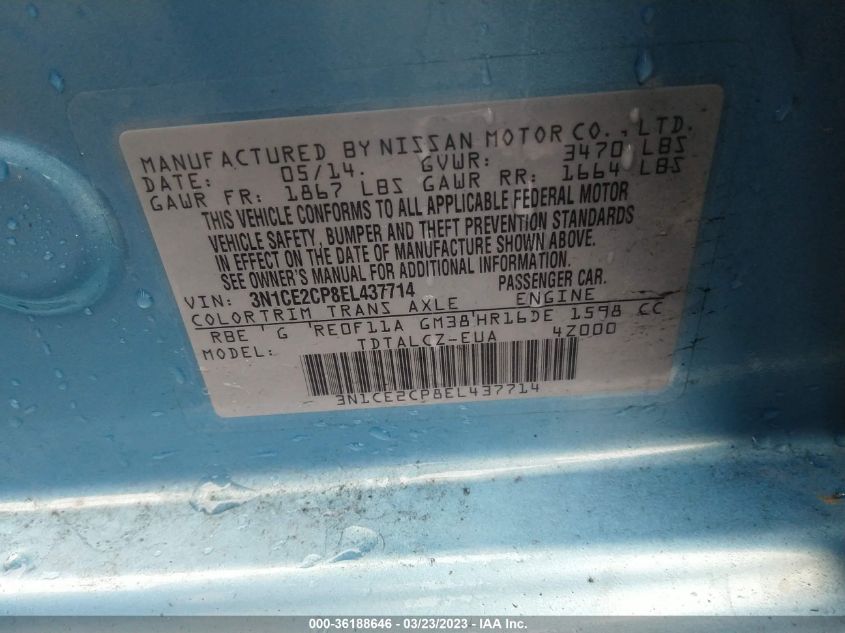 MANUFACTURED BY NISSAN MOTOR CO., LTD.
DATE: 05/14. GVWR: 3470 LBS
GAWR FR: 1867 LBS GAWR RR: 1664 LBS
THIS VEHICLE CONFORMS TO ALL APPLICABLE FEDERAL MOTOR
VEHICLE SAFETY, BUMPER AND THEFT PREVENTION STANDARDS
IN EFFECT ON THE DATE OF MANUFACTURE SHOWN ABOVE.
SEE OWNER'S MANUAL FOR ADDITIONAL INFORMATION.
VIN: 3N1CE2CP8EL437714 PASSENGER CAR.
COLOR TRIM TRANS AXLE ENGINE
RBE G RE0F11A GM38 HR16DE 1598 CC
MODEL: TDTALCZ-EUA 4Z000
3N1CE2CP8EL437714
000-36188646 - 03/23/2023 - IAA Inc.